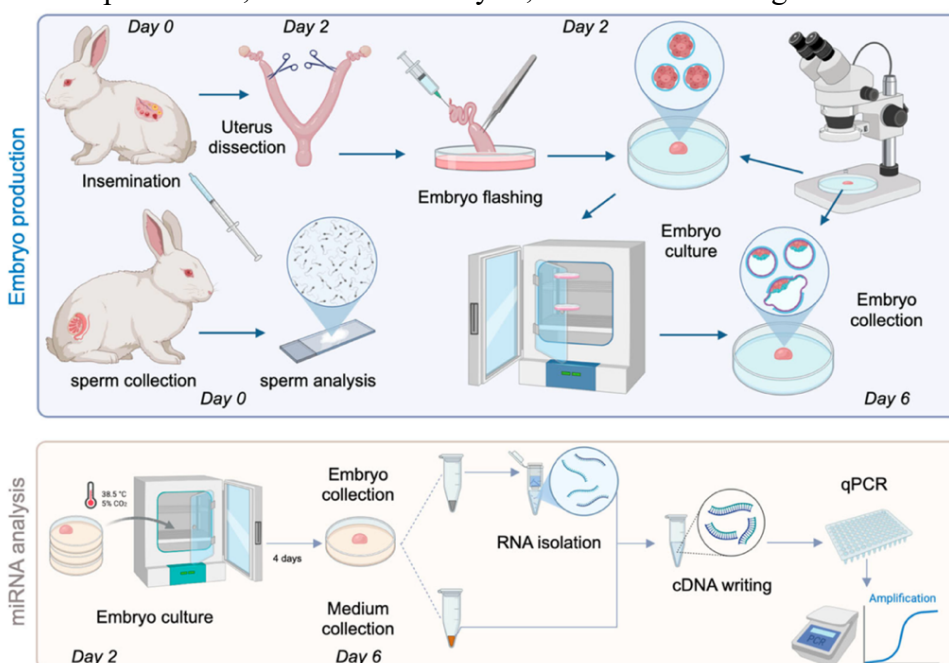 Embryo production
Day 0
Day 2
Day 2
Uterus
dissection
Insemination
Embryo flashing
Embryo
culture
Embryo
collection
sperm collection
sperm analysis
Day 0
Day 6
miRNA analysis
38.5 °C
5% CO₂
Embryo
collection
qPCR
RNA isolation
4 days
cDNA writing
Embryo culture
Medium
collection
Amplification
PCR
Day 2
Day 6